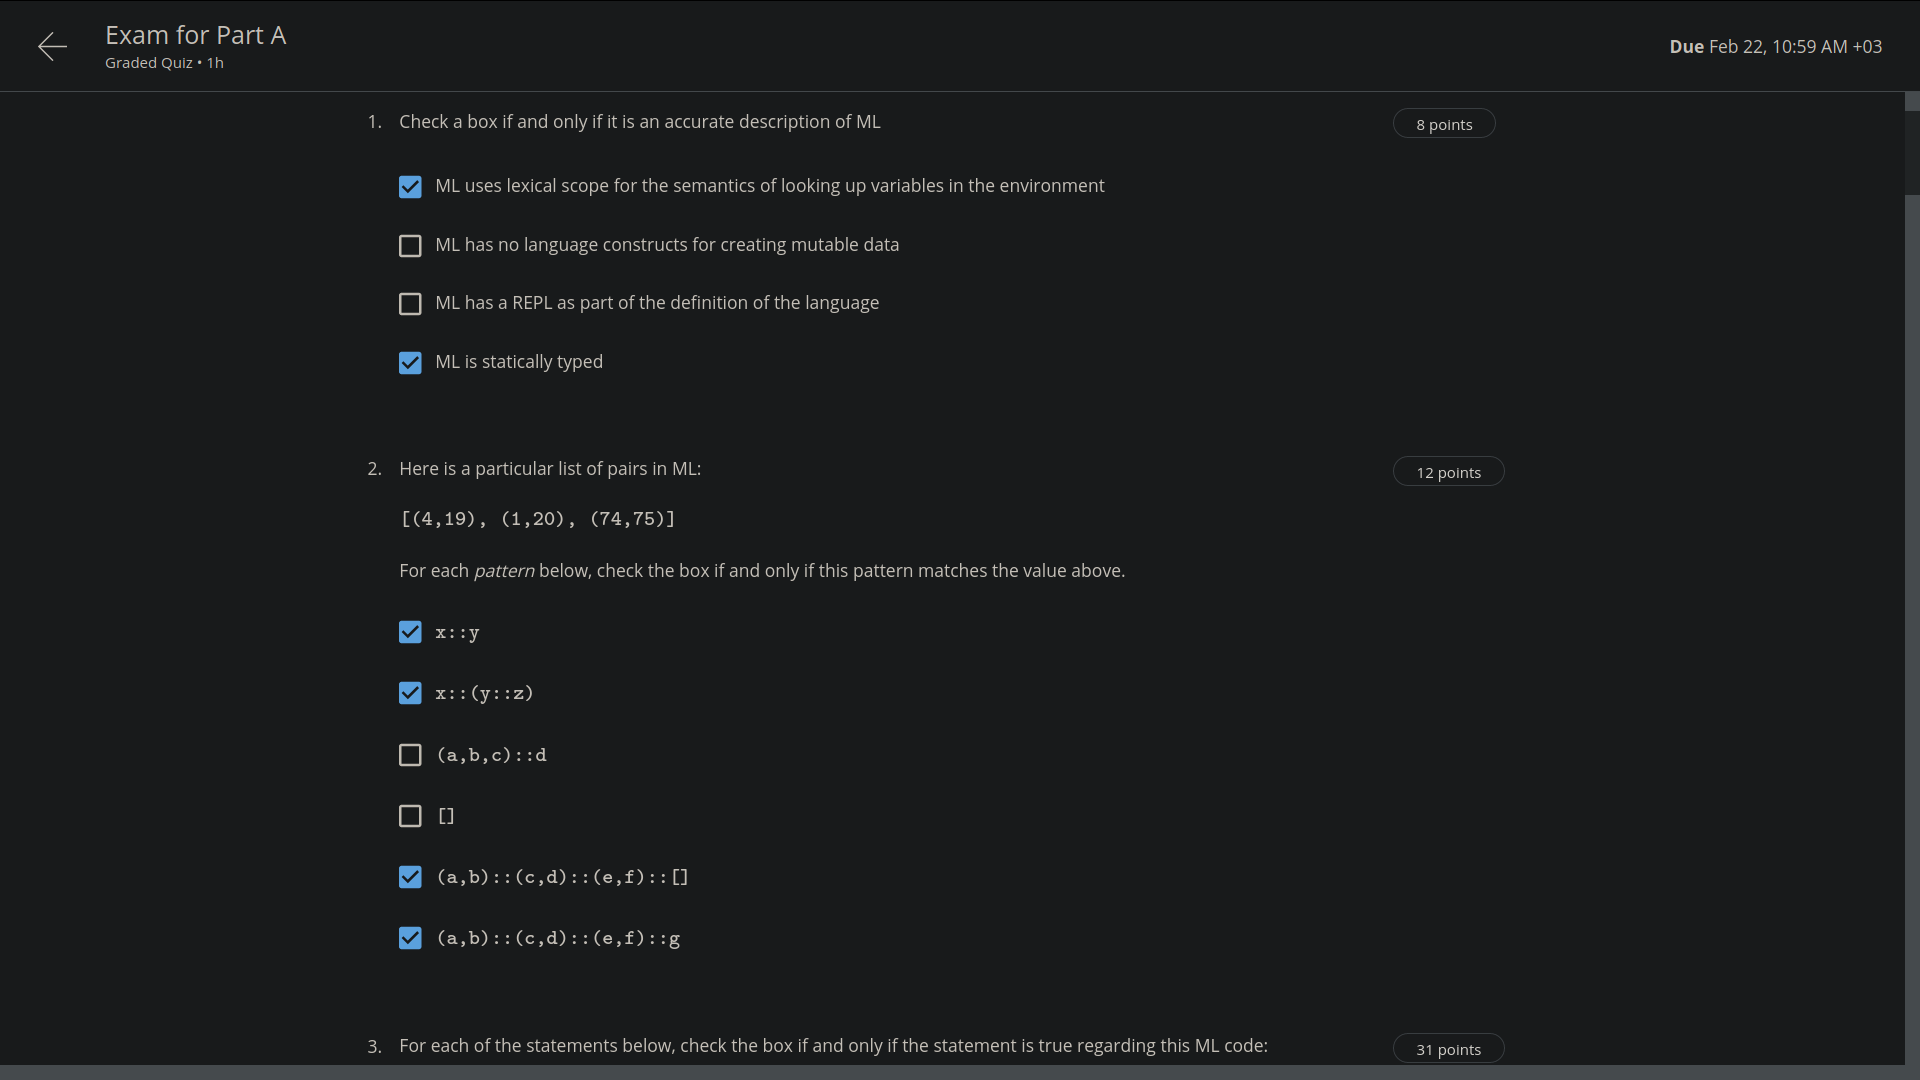 Exam for Part A
Graded Quiz • 1h
Due Feb 22, 10:59 AM +03
1. Check a box if and only if it is an accurate description of ML
8 points
ML uses lexical scope for the semantics of looking up variables in the environment
ML has no language constructs for creating mutable data
ML has a REPL as part of the definition of the language
ML is statically typed
2. Here is a particular list of pairs in ML:
12 points
[(4,19), (1,20), (74,75)]
For each pattern below, check the box if and only if this pattern matches the value above.
x::y
x::(y::z)
(a,b,c)::d
[]
(a,b)::(c,d)::(e,f)::[]
(a,b)::(c,d)::(e,f)::g
3. For each of the statements below, check the box if and only if the statement is true regarding this ML code:
31 points